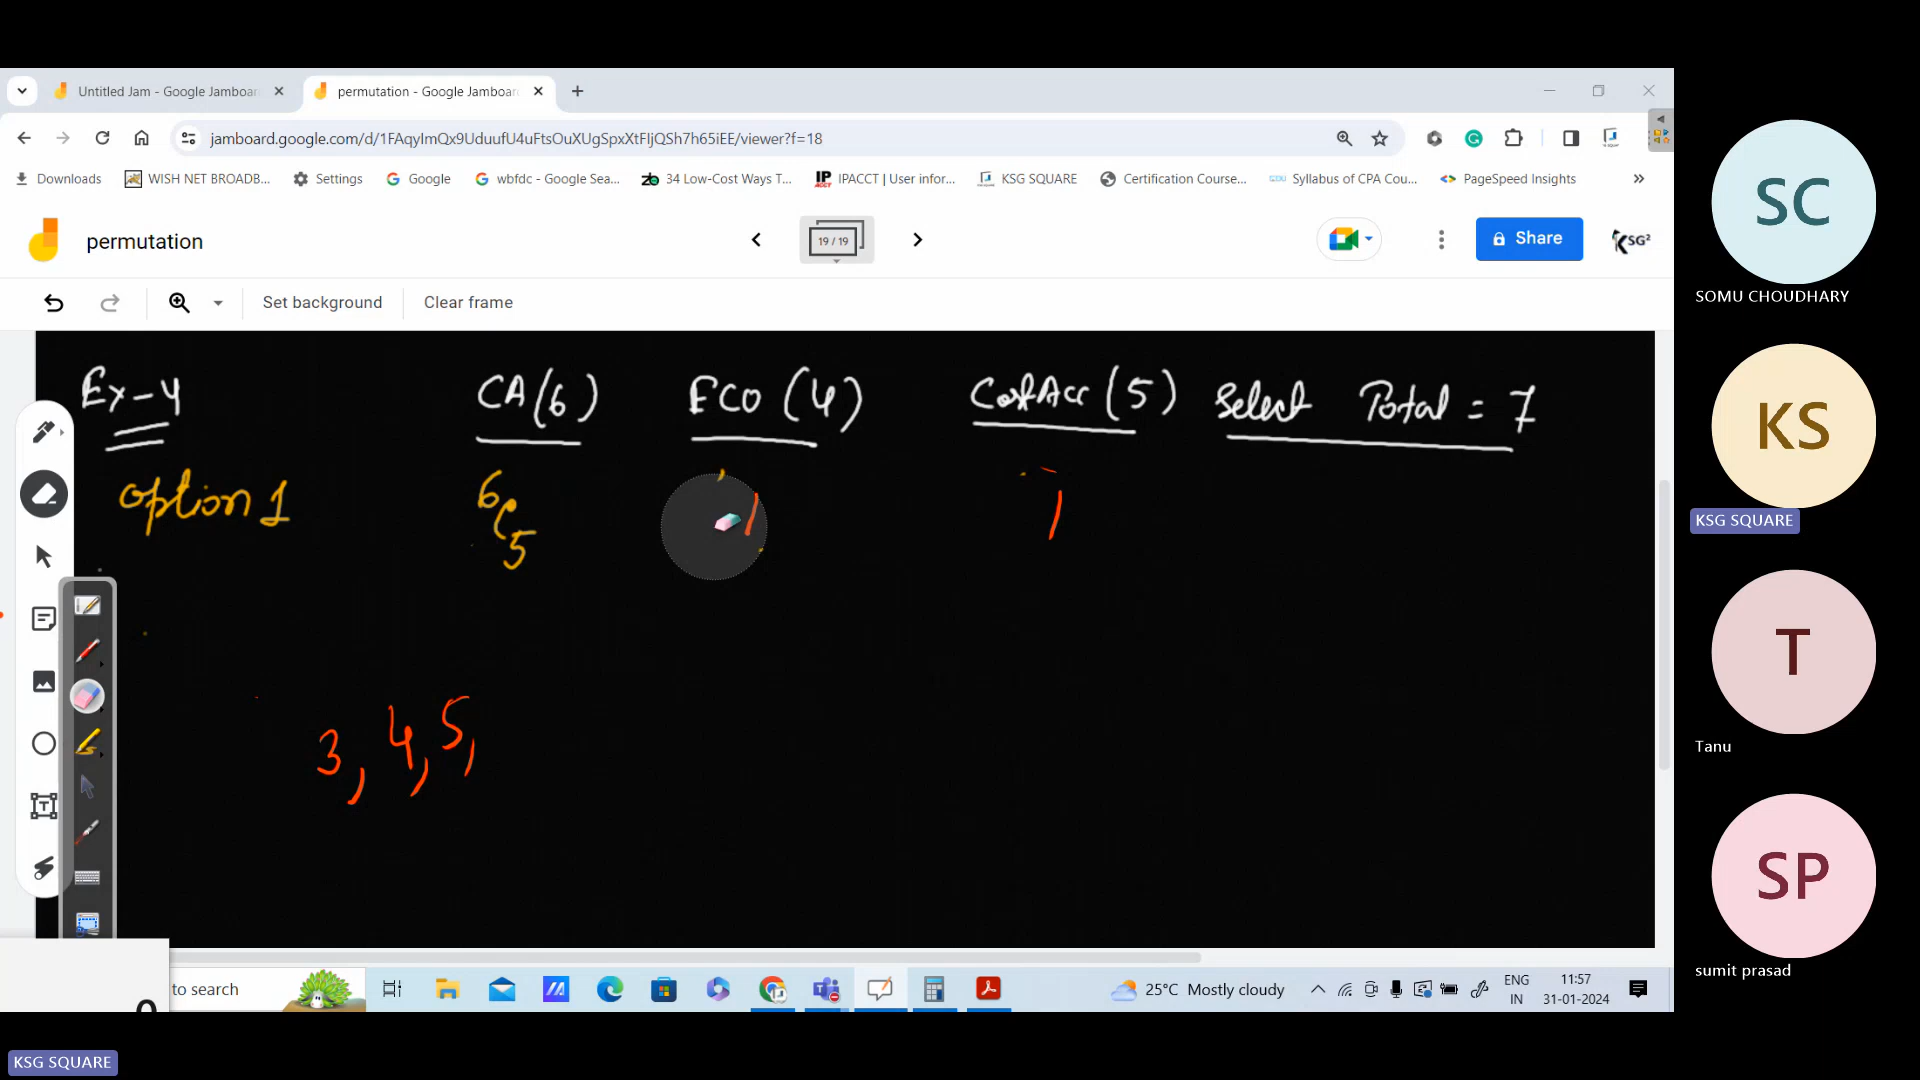 Untitled Jam - Google Jamboar
permutation - Google Jamboard
jamboard.google.com/d/1FAqyImQx9UduufU4uFtsOuXUgSpxXtFIjQSh7h65iEE/viewer?f=18
Downloads WISH NET BROADB... Settings Google wbfdc - Google Sea... 34 Low-Cost Ways T... IPACCT | User infor... KSG SQUARE Certification Course... Syllabus of CPA Cou... PageSpeed Insights
permutation
19 / 19
Share
KSG²
Set background Clear frame
Ex-4 CA(6) ECO(4) CostAcc(5) Select Total = 7
option 1 6C5 1 1
3, 4, 5,
to search
25°C Mostly cloudy
ENG
IN
11:57
31-01-2024
SC
SOMU CHOUDHARY
KS
KSG SQUARE
T
Tanu
SP
sumit prasad
KSG SQUARE